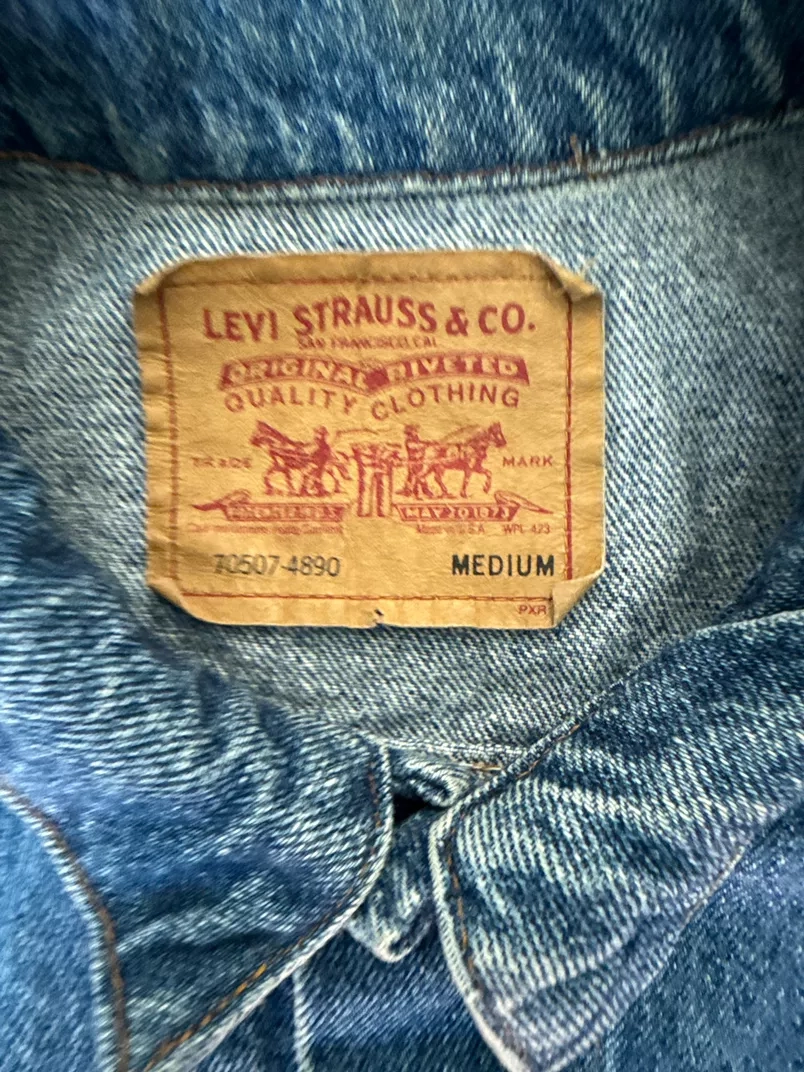 LEVI STRAUSS & CO.
SAN FRANCISCO, CAL
ORIGINAL RIVETED
QUALITY CLOTHING
TRADE MARK
MAY 20 1873
Made in U.S.A. WPL 423
70507-4890 MEDIUM
PXR